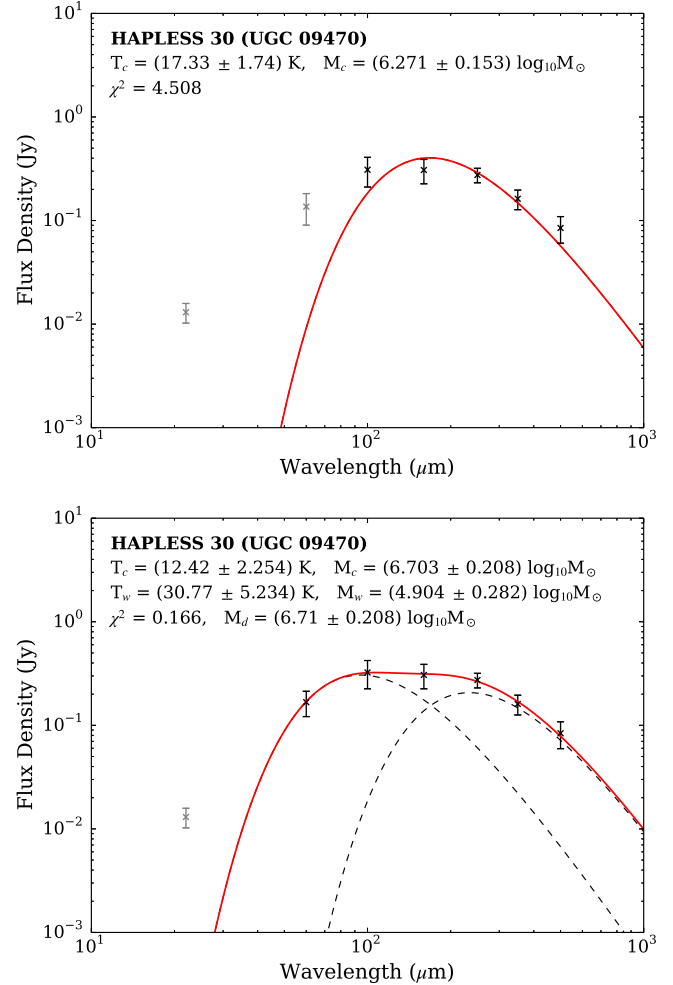 HAPLESS 30 (UGC 09470)
T_c = (17.33 ± 1.74) K, M_c = (6.271 ± 0.153) log₁₀M⊙
χ² = 4.508
10¹
10⁰
10⁻¹
10⁻²
10⁻³
Flux Density (Jy)
10¹ 10² 10³
Wavelength (μm)
HAPLESS 30 (UGC 09470)
T_c = (12.42 ± 2.254) K, M_c = (6.703 ± 0.208) log₁₀M⊙
T_w = (30.77 ± 5.234) K, M_w = (4.904 ± 0.282) log₁₀M⊙
χ² = 0.166, M_d = (6.71 ± 0.208) log₁₀M⊙
10¹
10⁰
10⁻¹
10⁻²
10⁻³
Flux Density (Jy)
10¹ 10² 10³
Wavelength (μm)